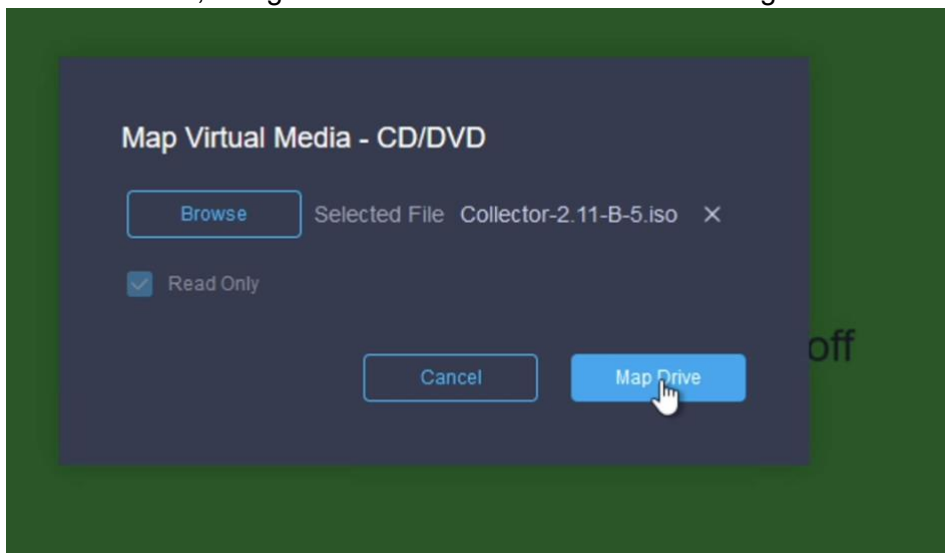 Map Virtual Media - CD/DVD
Browse Selected File Collector-2.11-B-5.iso ×
Read Only
off
Cancel Map Drive